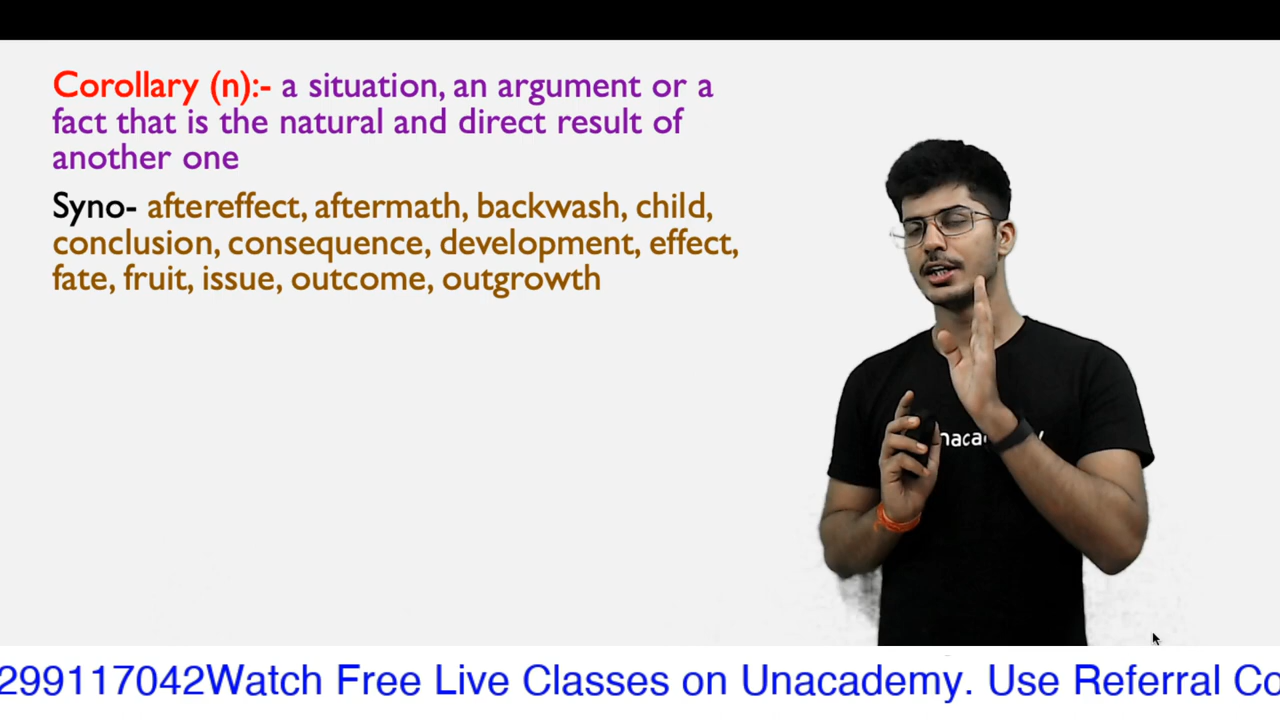 Corollary (n):- a situation, an argument or a
fact that is the natural and direct result of
another one
Syno- aftereffect, aftermath, backwash, child,
conclusion, consequence, development, effect,
fate, fruit, issue, outcome, outgrowth
naca
299117042Watch Free Live Classes on Unacademy. Use Referral Co